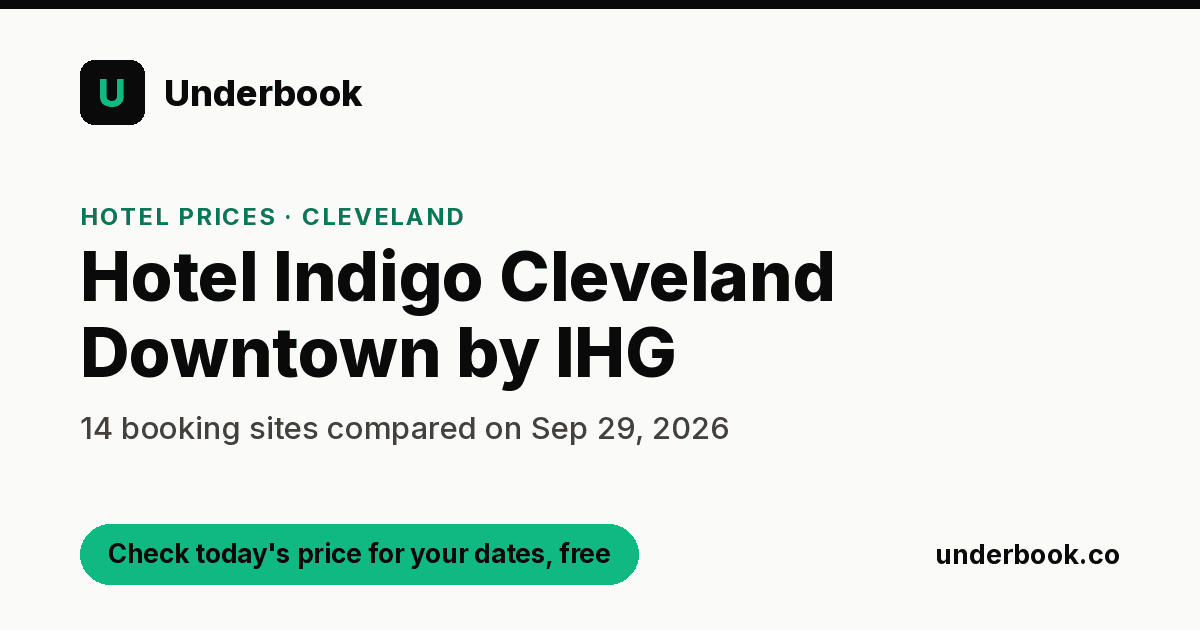 U Underbook
HOTEL PRICES · CLEVELAND
Hotel Indigo Cleveland
Downtown by IHG
14 booking sites compared on Sep 29, 2026
Check today's price for your dates, free
underbook.co